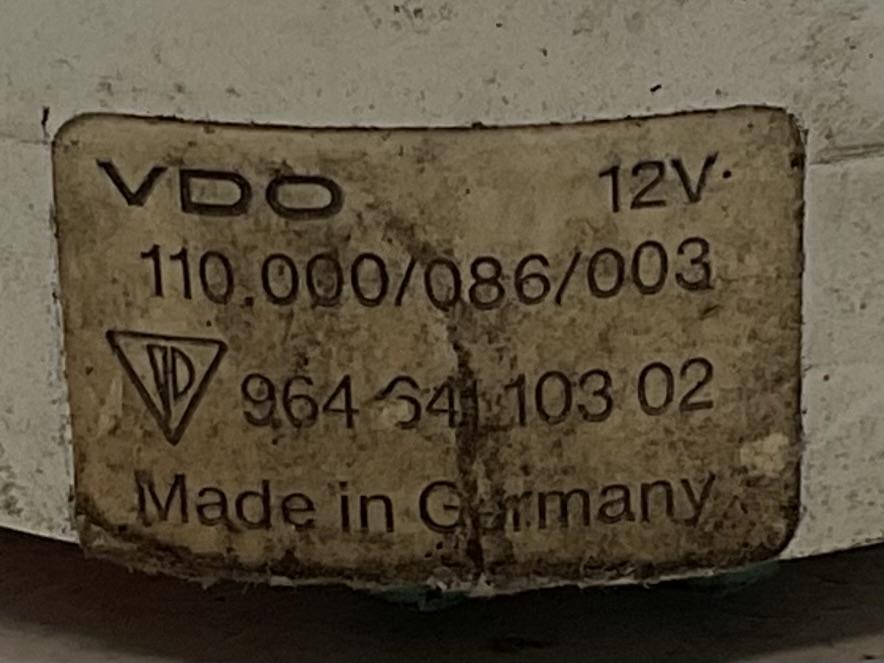 VDO 12V
110.000/086/003
964 641 103 02
Made in Germany